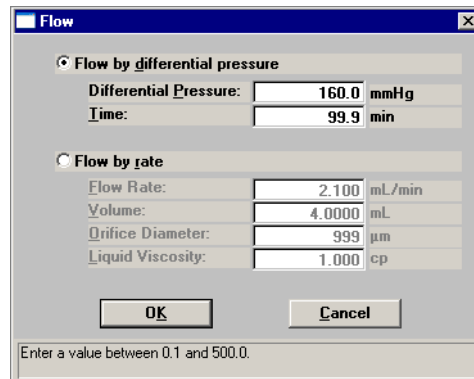 Flow
Flow by differential pressure
Differential Pressure: 160.0 mmHg
Time: 99.9 min
Flow by rate
Flow Rate: 2.100 mL/min
Volume: 4.0000 mL
Orifice Diameter: 999 µm
Liquid Viscosity: 1.000 cp
OK Cancel
Enter a value between 0.1 and 500.0.